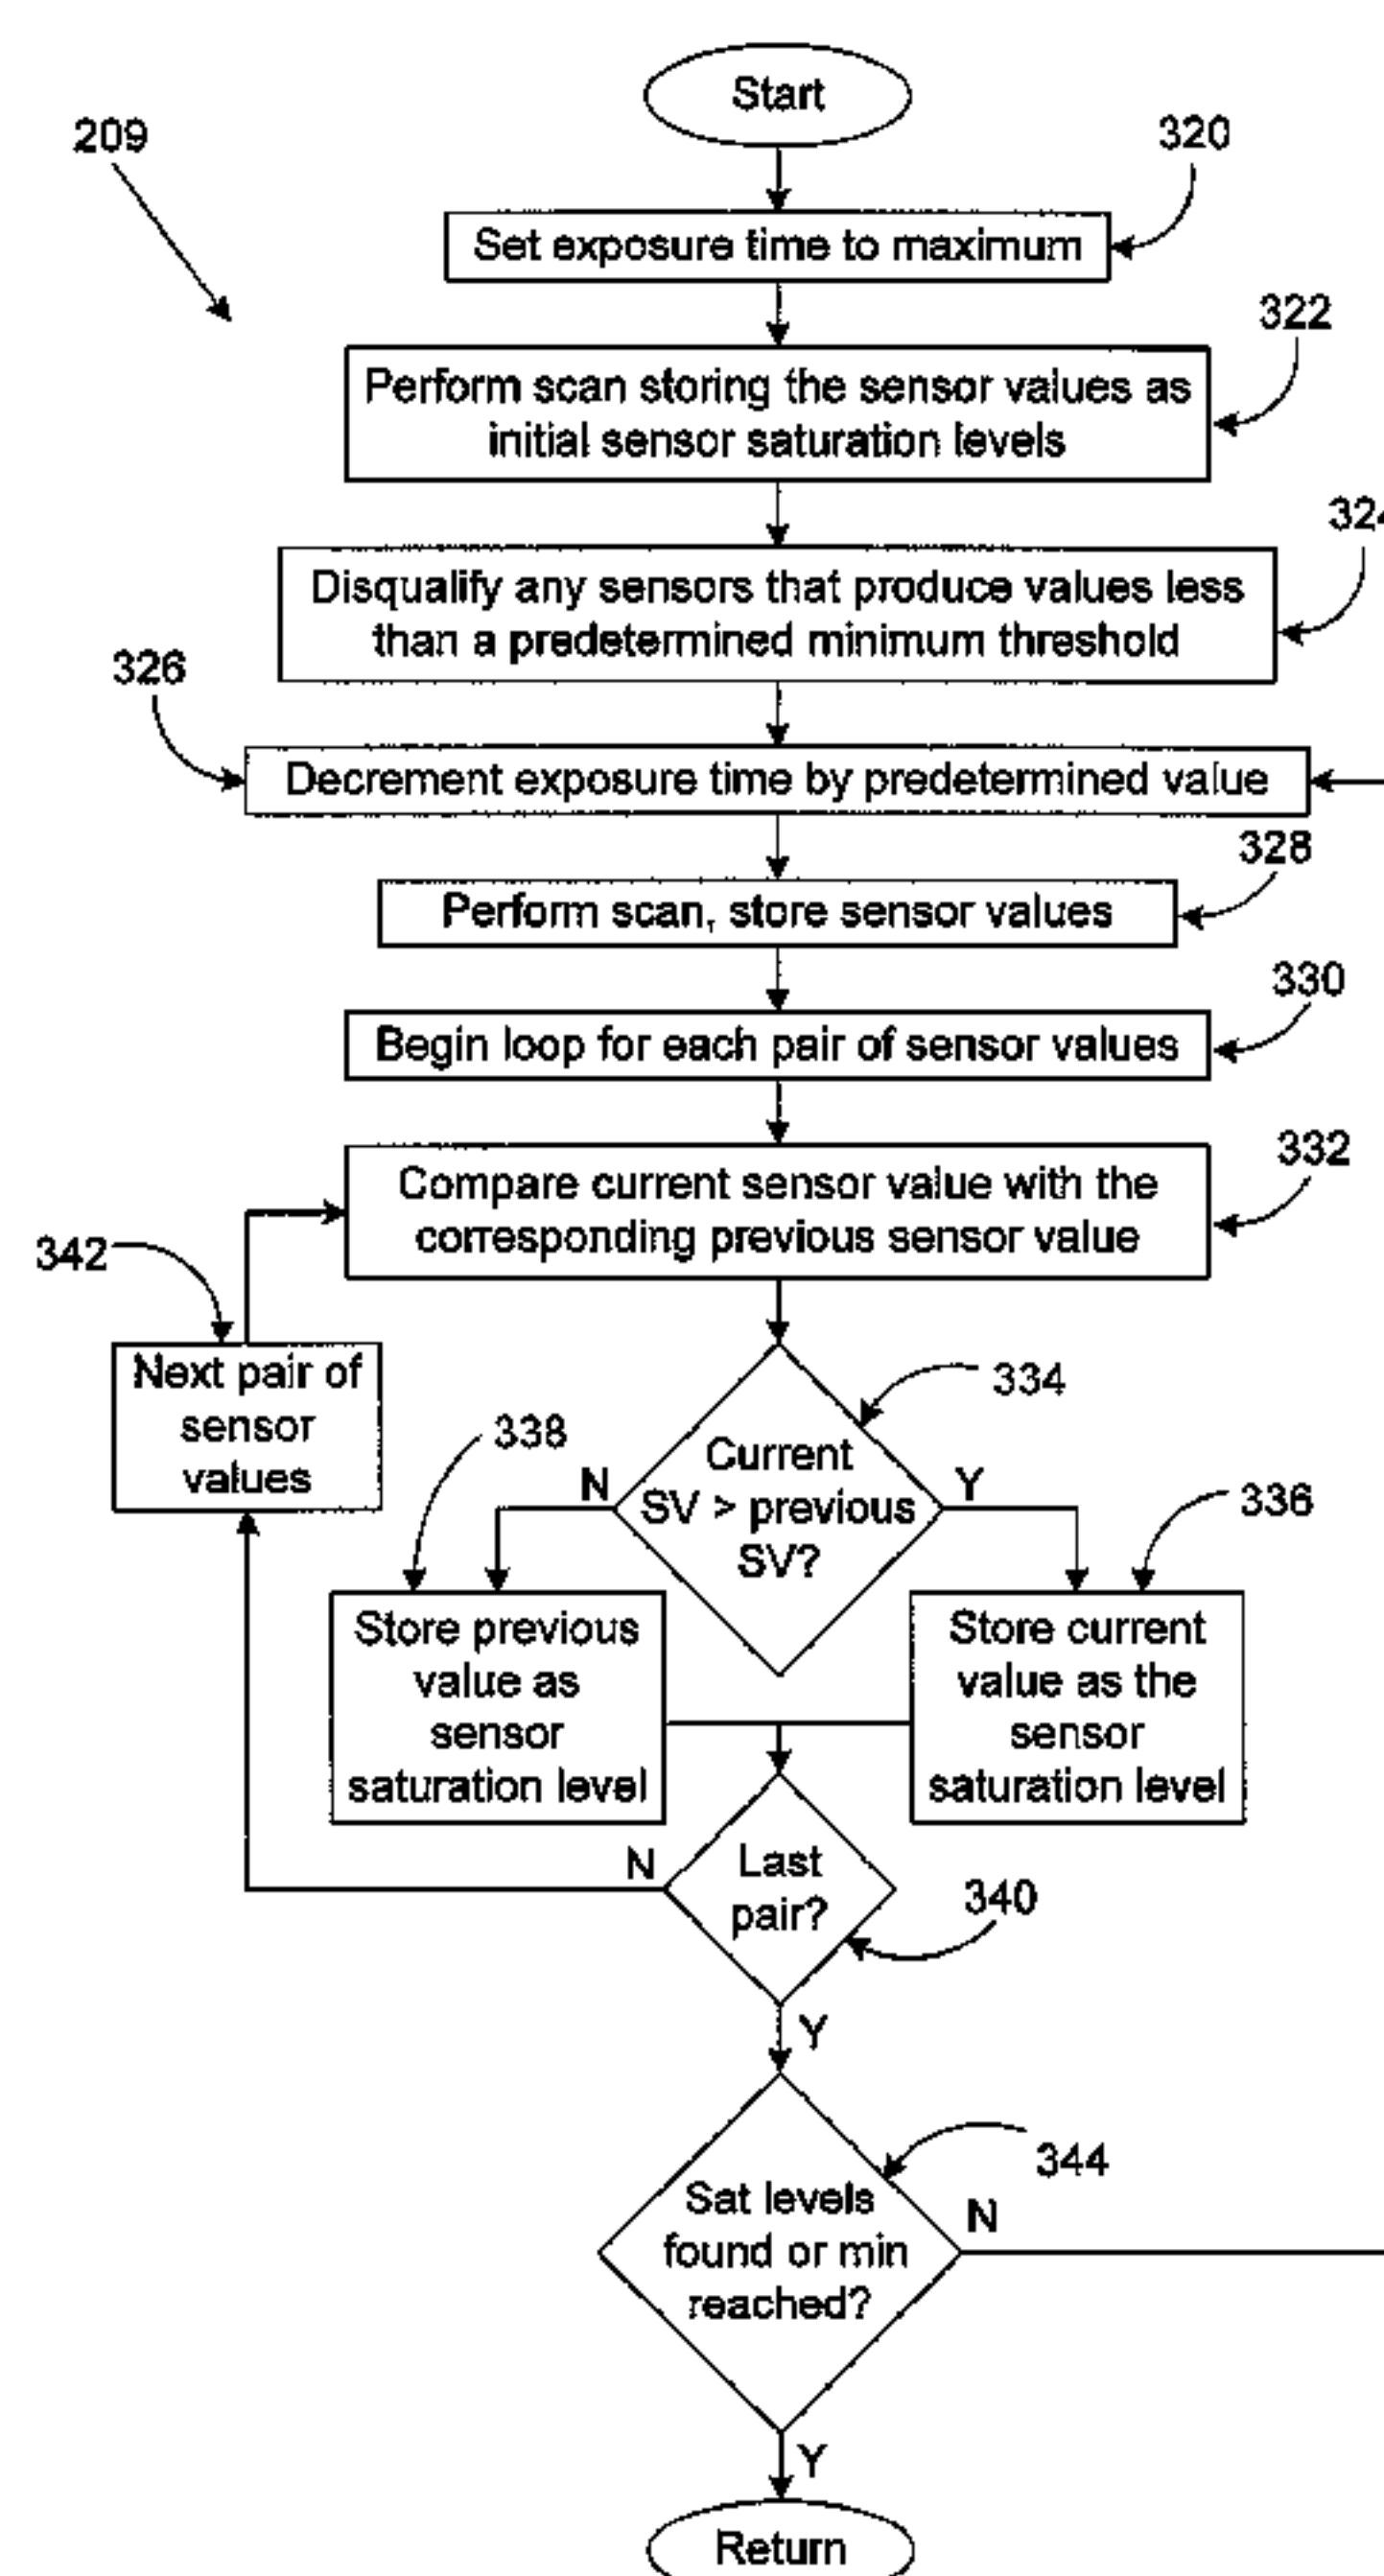 Start
209
320
Set exposure time to maximum
322
Perform scan storing the sensor values as
initial sensor saturation levels
Disqualify any sensors that produce values less
than a predetermined minimum threshold
326
Decrement exposure time by predetermined value
328
Perform scan, store sensor values
330
Begin loop for each pair of sensor values
332
Compare current sensor value with the
corresponding previous sensor value
342
Next pair of
sensor
values
334
338
Current
SV > previous
SV?
N
Y
336
Store previous
value as
sensor
saturation level
Store current
value as the
sensor
saturation level
N
Last
pair?
340
Y
344
Sat levels
found or min
reached?
N
Y
Return